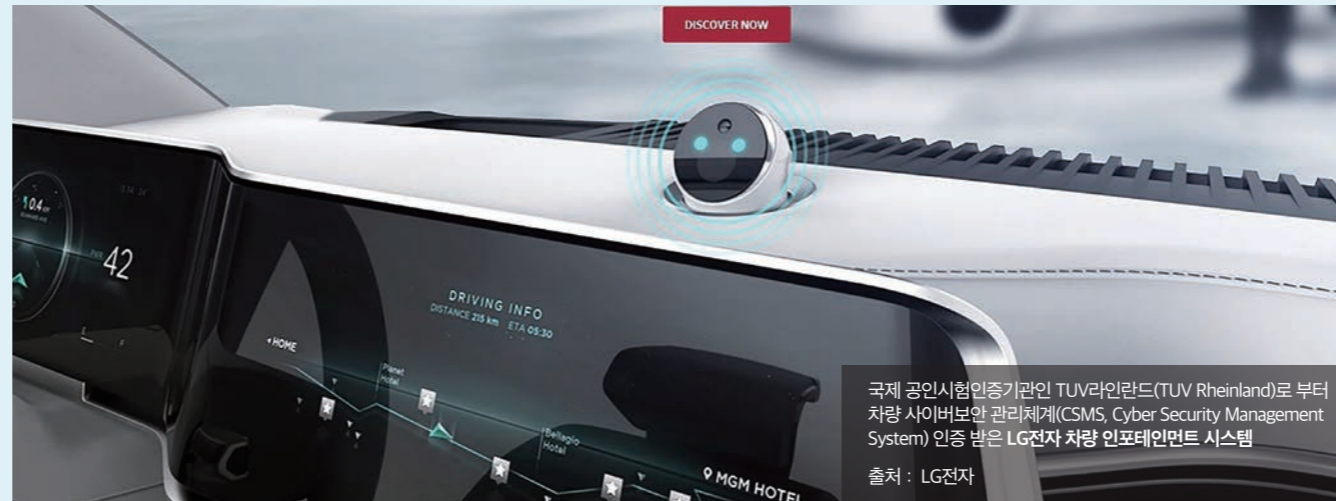 DISCOVER NOW
0.4
42
DRIVING INFO
DISTANCE 215 km ETA 05:30
HOME
Planet
Hotel
Bellagio
Hotel
MGM HOTEL
국제 공인시험인증기관인 TUV라인란드(TUV Rheinland)로 부터
차량 사이버보안 관리체계(CSMS, Cyber Security Management
System) 인증 받은 LG전자 차량 인포테인먼트 시스템
출처 : LG전자